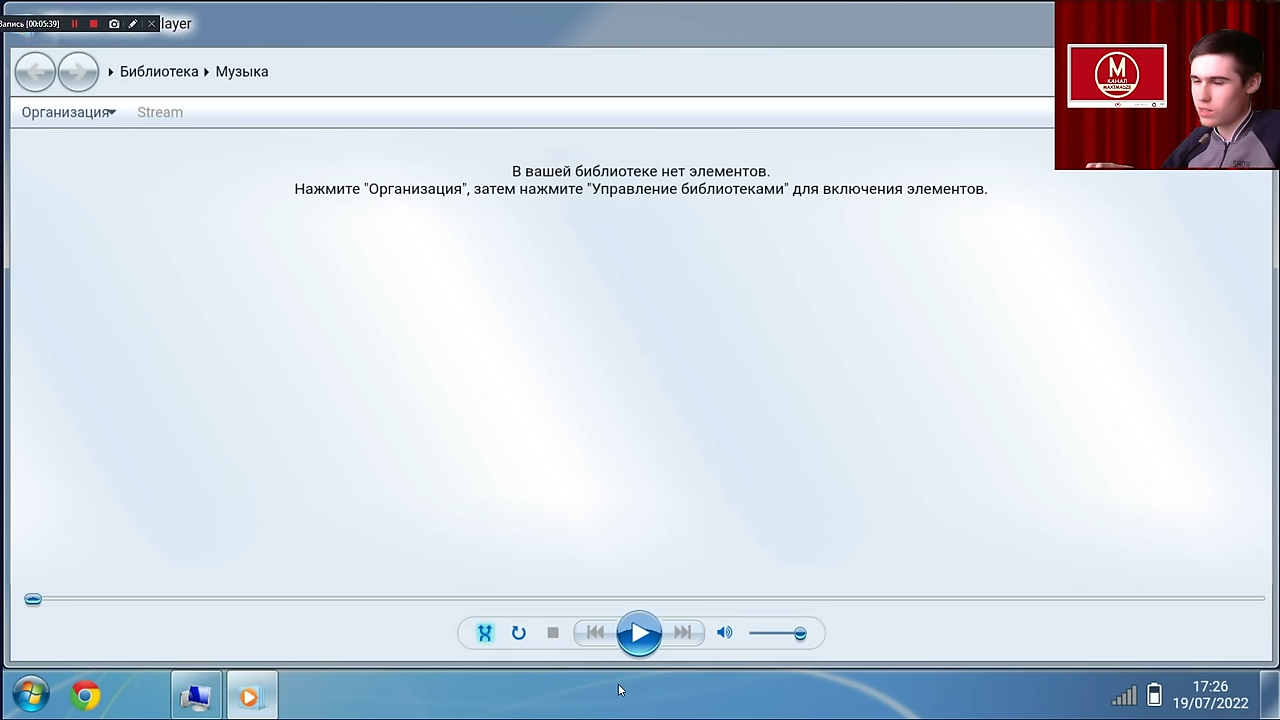 Запись [00:05:39]
layer
Библиотека
Музыка
Организация
Stream
В вашей библиотеке нет элементов.
Нажмите "Организация", затем нажмите "Управление библиотеками" для включения элементов.
М
КАНАЛ
MAXIMADZE
17:26
19/07/2022